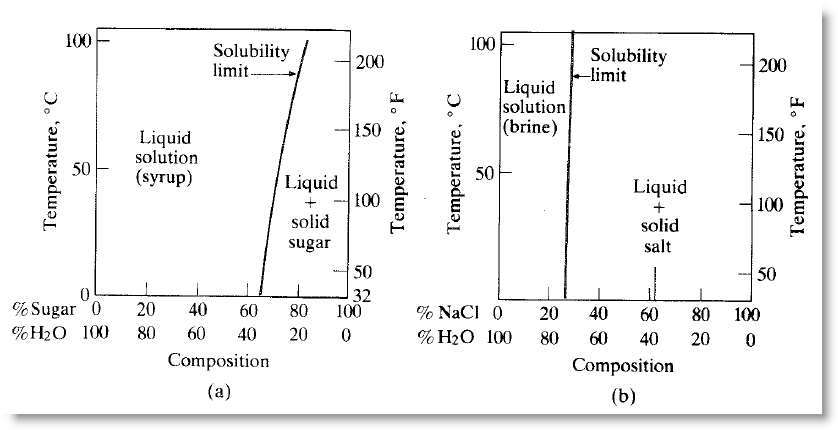 100
50
0
Temperature, °C
Solubility
limit
Liquid
solution
(syrup)
Liquid
+
solid
sugar
200
150
100
50
32
Temperature, °F
%Sugar 0 20 40 60 80 100
%H2O 100 80 60 40 20 0
Composition
(a)
100
50
Temperature, °C
Solubility
limit
Liquid
solution
(brine)
Liquid
+
solid
salt
200
150
100
50
Temperature, °F
% NaCl 0 20 40 60 80 100
%H2O 100 80 60 40 20 0
Composition
(b)